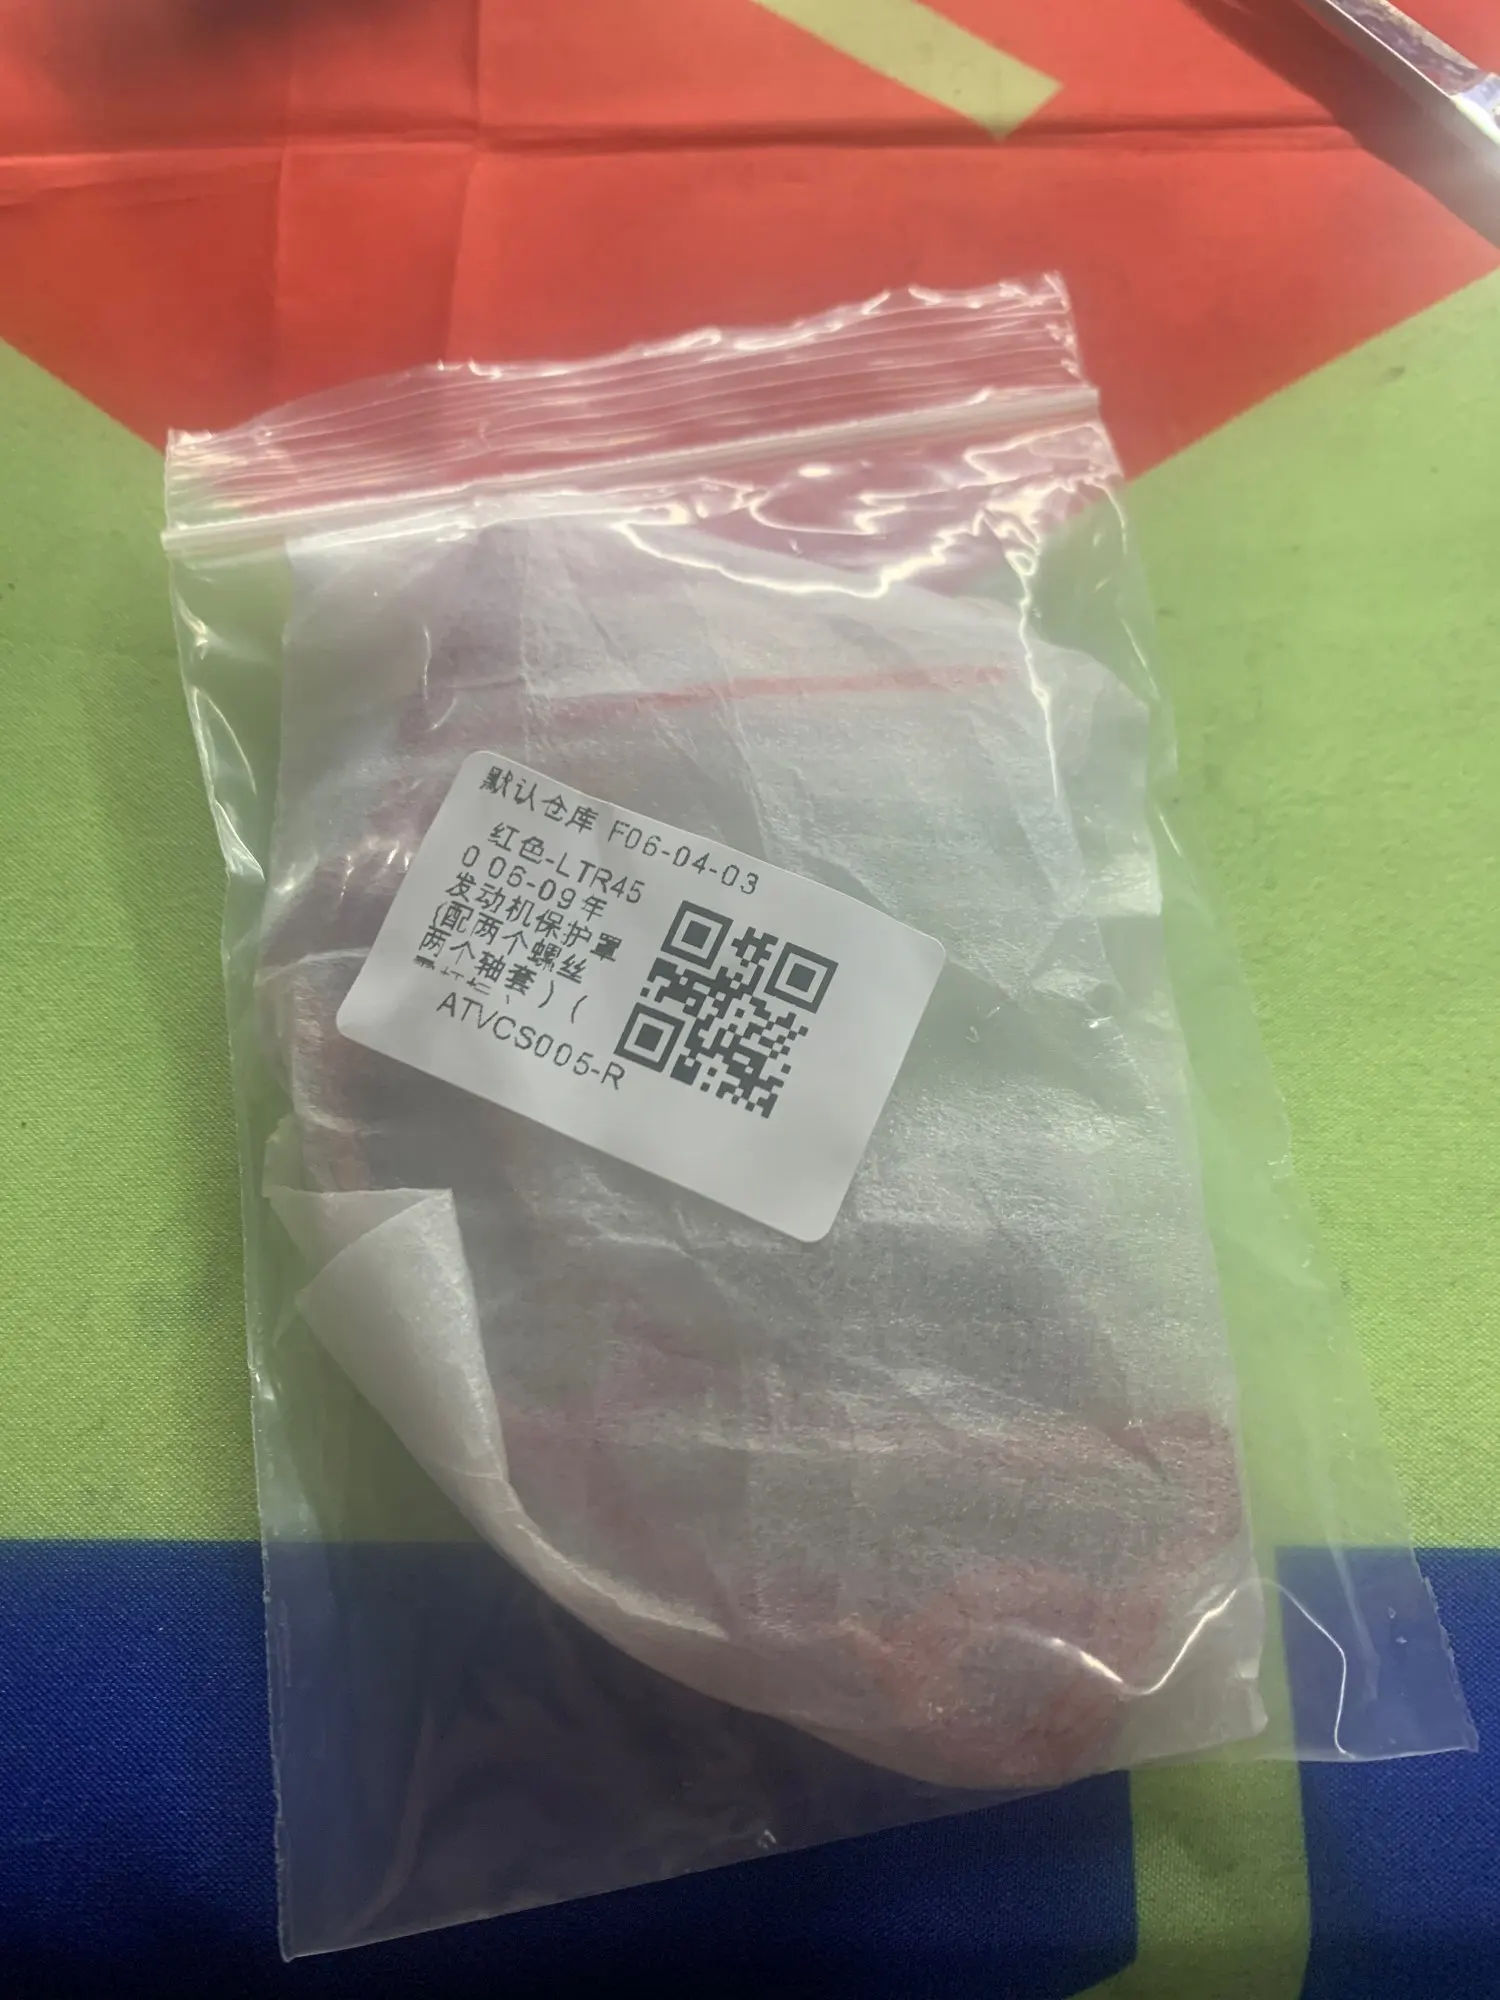 默认仓库 F06-04-03
红色-LTR45
0 06-09年
发动机保护罩
(配两个螺丝
两个轴套) (
ATVCS005-R